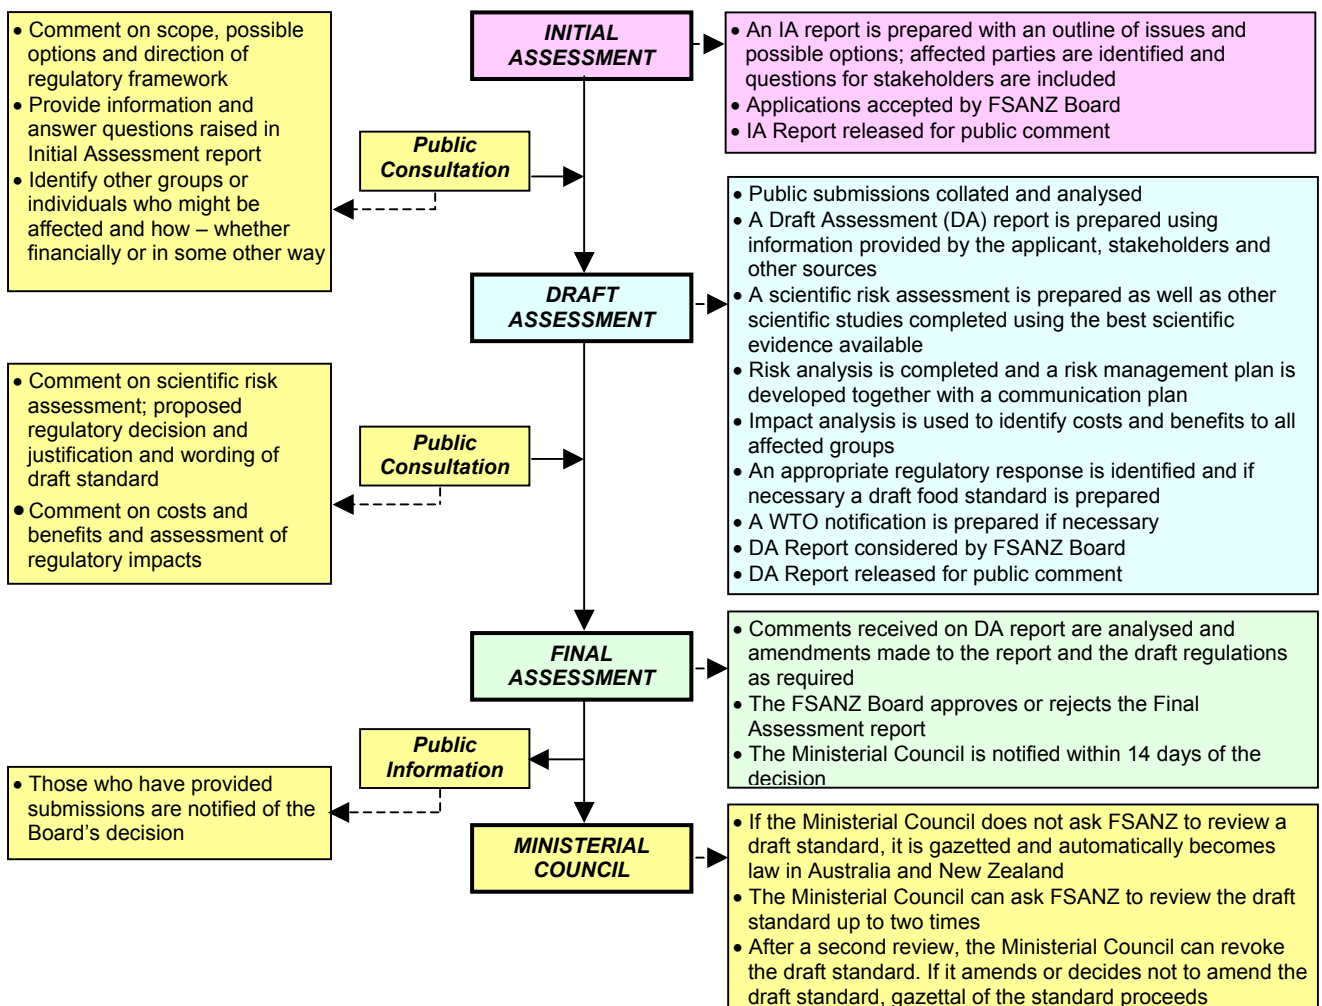 • Comment on scope, possible
options and direction of
regulatory framework
• Provide information and
answer questions raised in
Initial Assessment report
• Identify other groups or
individuals who might be
affected and how – whether
financially or in some other way
INITIAL
ASSESSMENT
• An IA report is prepared with an outline of issues and
possible options; affected parties are identified and
questions for stakeholders are included
• Applications accepted by FSANZ Board
• IA Report released for public comment
Public
Consultation
DRAFT
ASSESSMENT
• Public submissions collated and analysed
• A Draft Assessment (DA) report is prepared using
information provided by the applicant, stakeholders and
other sources
• A scientific risk assessment is prepared as well as other
scientific studies completed using the best scientific
evidence available
• Risk analysis is completed and a risk management plan is
developed together with a communication plan
• Impact analysis is used to identify costs and benefits to all
affected groups
• An appropriate regulatory response is identified and if
necessary a draft food standard is prepared
• A WTO notification is prepared if necessary
• DA Report considered by FSANZ Board
• DA Report released for public comment
• Comment on scientific risk
assessment; proposed
regulatory decision and
justification and wording of
draft standard
• Comment on costs and
benefits and assessment of
regulatory impacts
Public
Consultation
FINAL
ASSESSMENT
• Comments received on DA report are analysed and
amendments made to the report and the draft regulations
as required
• The FSANZ Board approves or rejects the Final
Assessment report
• The Ministerial Council is notified within 14 days of the
decision
Public
Information
• Those who have provided
submissions are notified of the
Board's decision
MINISTERIAL
COUNCIL
• If the Ministerial Council does not ask FSANZ to review a
draft standard, it is gazetted and automatically becomes
law in Australia and New Zealand
• The Ministerial Council can ask FSANZ to review the draft
standard up to two times
• After a second review, the Ministerial Council can revoke
the draft standard. If it amends or decides not to amend the
draft standard, gazettal of the standard proceeds